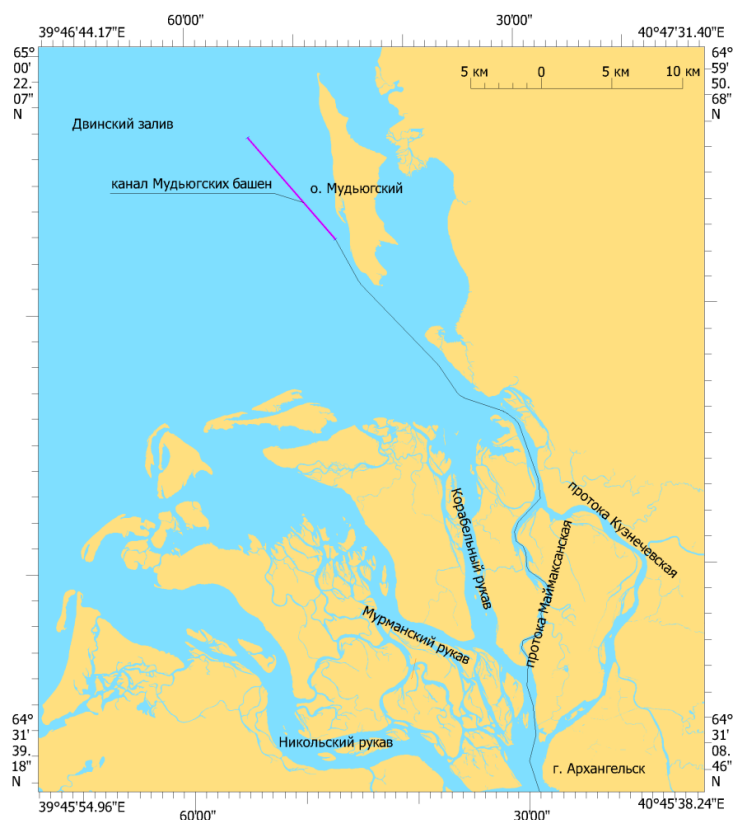 60'00" 30'00"
39°46'44.17"E 40°47'31.40"E
65°
00'
22.
07"
N
64°
59'
50.
68"
N
5 км 0 5 км 10 км
Двинский залив
канал Мудьюгских башен
о. Мудьюгский
протока Кузнечевская
Корабельный рукав
протока Маймаксанская
Мурманский рукав
Никольский рукав
г. Архангельск
64°
31'
39.
18"
N
64°
31'
08.
46"
N
39°45'54.96"E 40°45'38.24"E
60'00" 30'00"